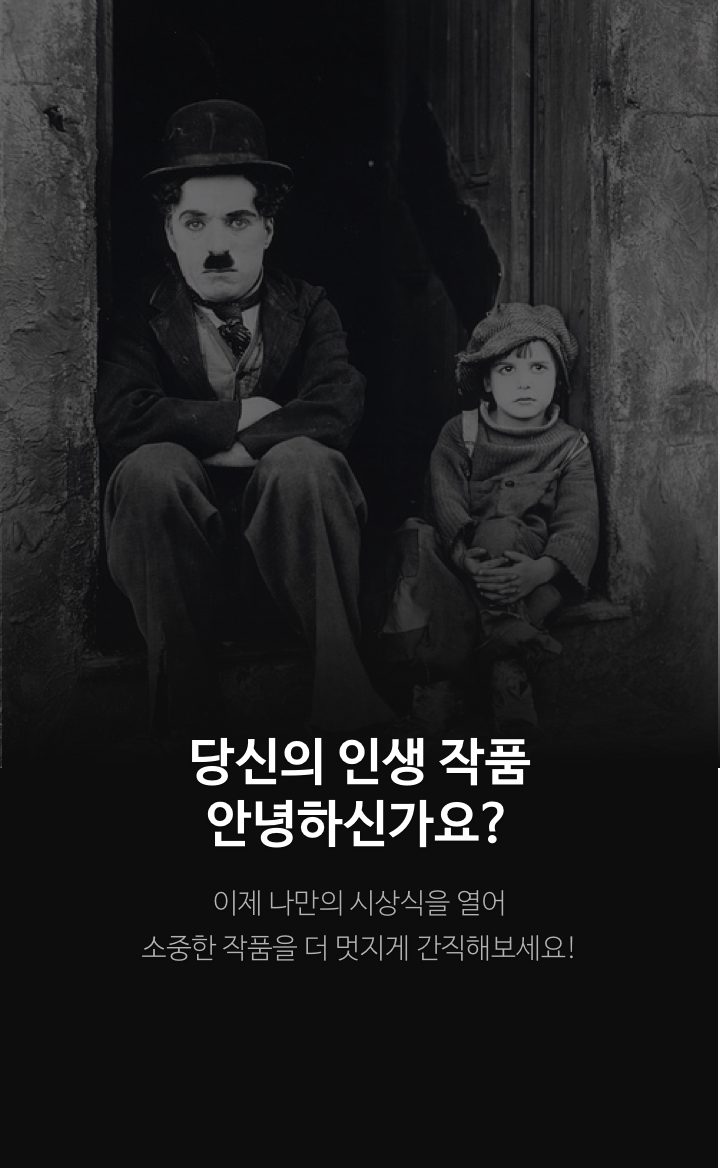 당신의 인생 작품
안녕하신가요?
이제 나만의 시상식을 열어
소중한 작품을 더 멋지게 간직해보세요!